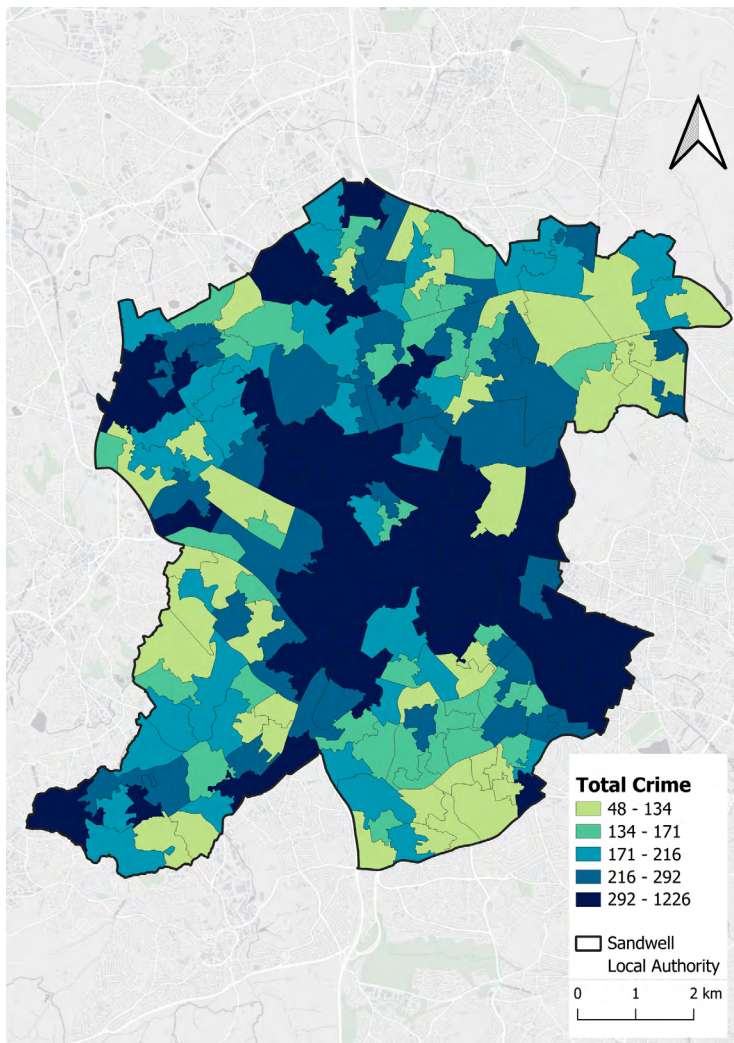 Total Crime
48 - 134
134 - 171
171 - 216
216 - 292
292 - 1226
Sandwell
Local Authority
0 1 2 km